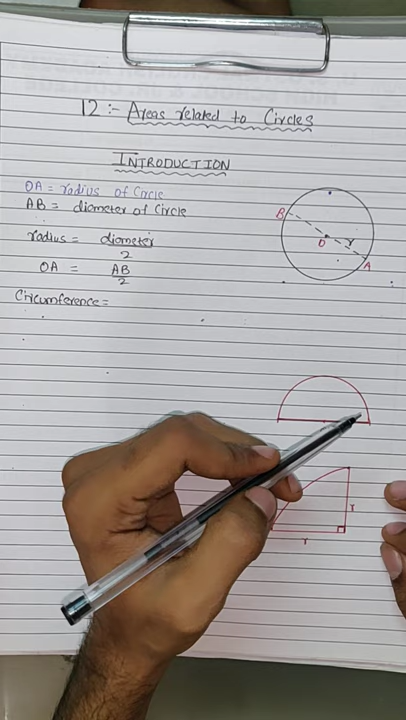 12 :- Areas related to Circles
INTRODUCTION
OA = radius of Circle
AB = diameter of Circle
radius = diameter
2
OA = AB
2
Circumference =
B
O
r
A
r
r